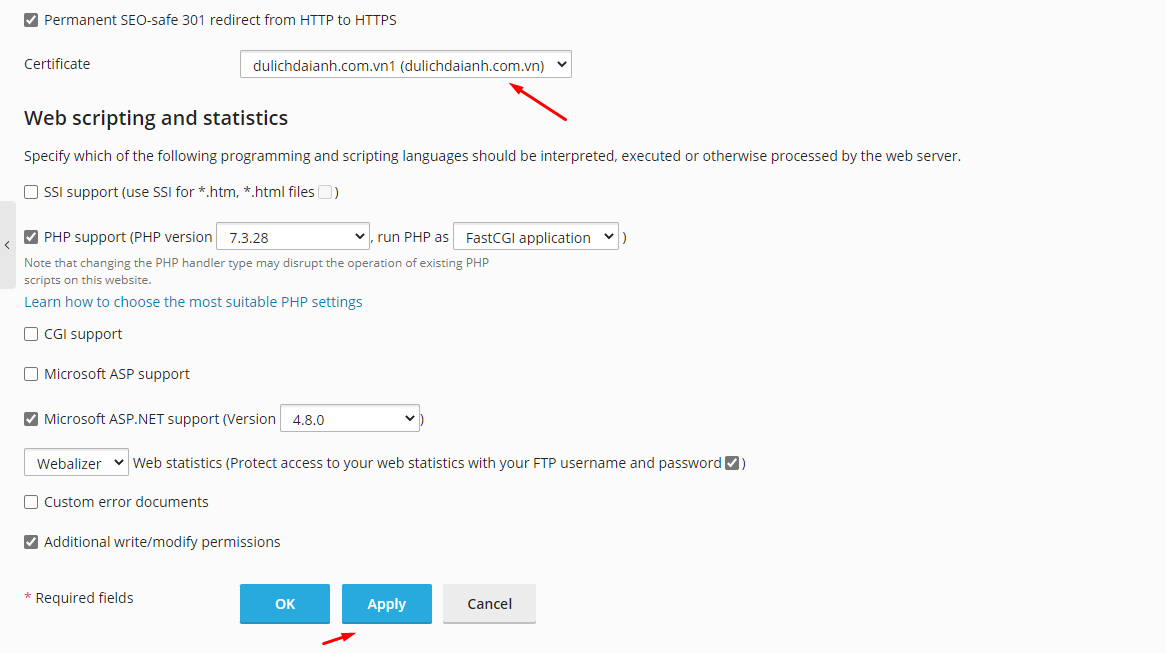 Permanent SEO-safe 301 redirect from HTTP to HTTPS
Certificate dulichdaianh.com.vn1 (dulichdaianh.com.vn)
Web scripting and statistics
Specify which of the following programming and scripting languages should be interpreted, executed or otherwise processed by the web server.
SSI support (use SSI for *.htm, *.html files )
PHP support (PHP version 7.3.28 , run PHP as FastCGI application )
Note that changing the PHP handler type may disrupt the operation of existing PHP
scripts on this website.
Learn how to choose the most suitable PHP settings
CGI support
Microsoft ASP support
Microsoft ASP.NET support (Version 4.8.0 )
Webalizer Web statistics (Protect access to your web statistics with your FTP username and password )
Custom error documents
Additional write/modify permissions
* Required fields OK Apply Cancel